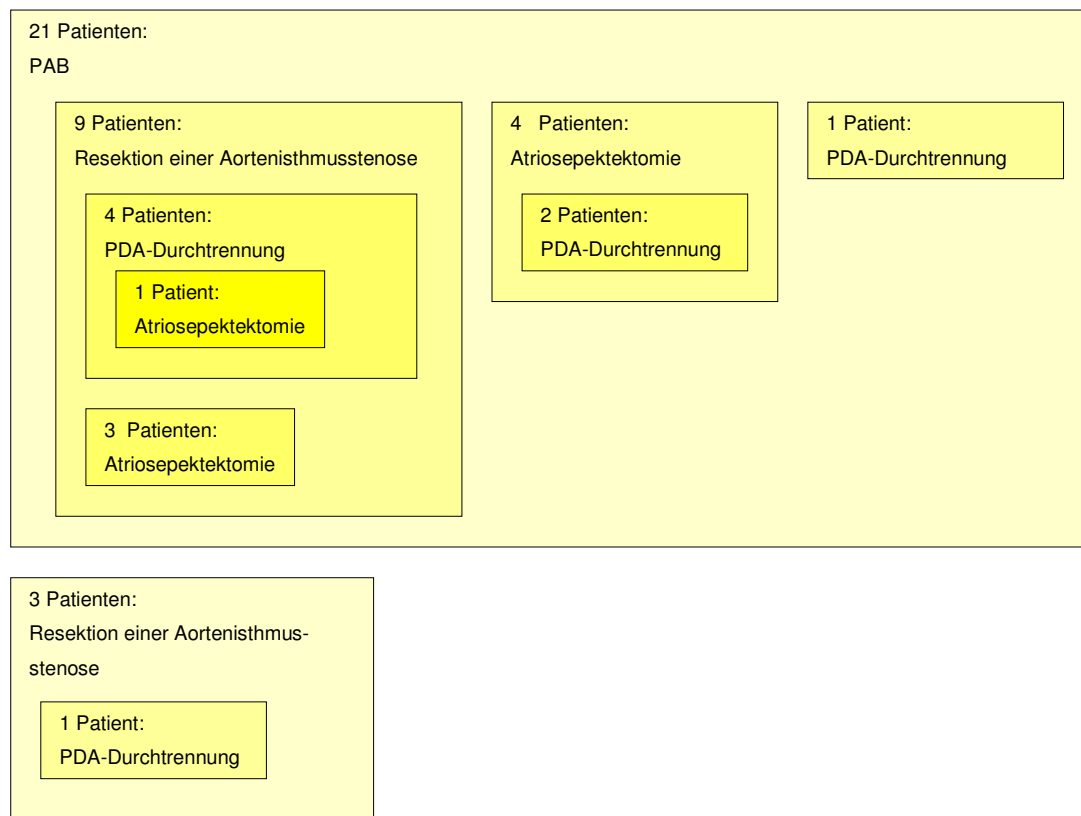 21 Patienten:
PAB
9 Patienten:
Resektion einer Aortenisthmusstenose
4 Patienten:
PDA-Durchtrennung
1 Patient:
Atriosepektektomie
3 Patienten:
Atriosepektektomie
4 Patienten:
Atriosepektektomie
2 Patienten:
PDA-Durchtrennung
1 Patient:
PDA-Durchtrennung
3 Patienten:
Resektion einer Aortenisthmus-
stenose
1 Patient:
PDA-Durchtrennung